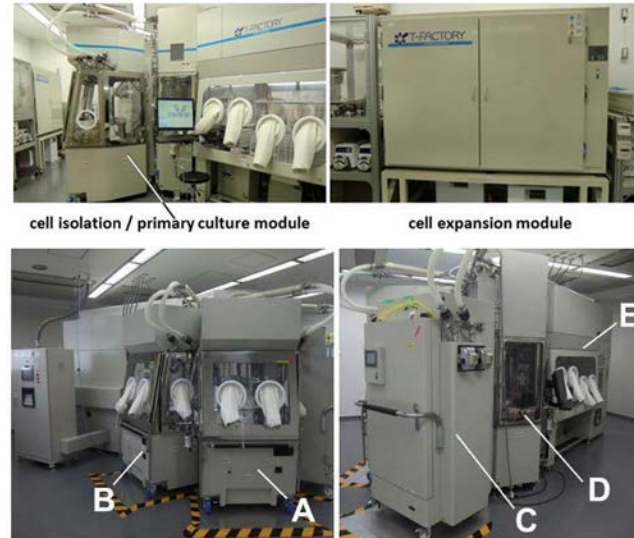 T-FACTORY
T-FACTORY
cell isolation / primary culture module
cell expansion module
B
A
E
D
C